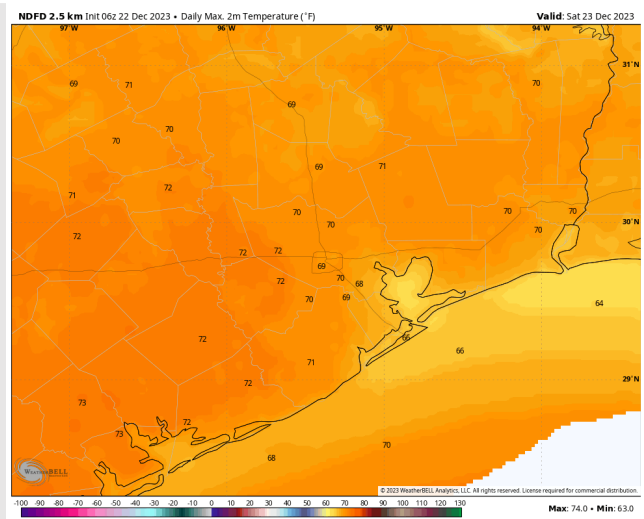 NDFD 2.5 km Init 06z 22 Dec 2023 • Daily Max. 2m Temperature (°F) Valid: Sat 23 Dec 2023
97°W 96°W 95°W 94°W
31°N
69 71 70
69
70
70
69 71
72
71
70 70 70
70 70
30°N
72
72 72
69
70
72 68
70 69
64
72 66
66
71
29°N
72
73
72
73
70
68
WEATHERBELL
© 2023 WeatherBELL Analytics, LLC. All rights reserved. License required for commercial distribution.
-100 -90 -80 -70 -60 -50 -40 -30 -20 -10 0 10 20 30 40 50 60 70 80 90 100 110 120 130
Max: 74.0 • Min: 63.0